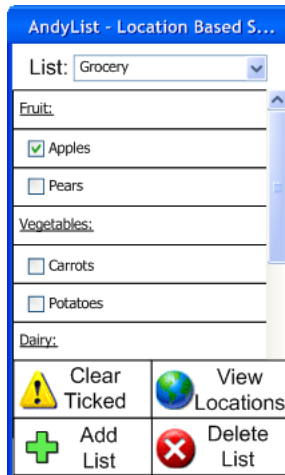 AndyList - Location Based S...
List: Grocery
Fruit:
Apples
Pears
Vegetables:
Carrots
Potatoes
Dairy:
Clear
Ticked
View
Locations
Add
List
Delete
List